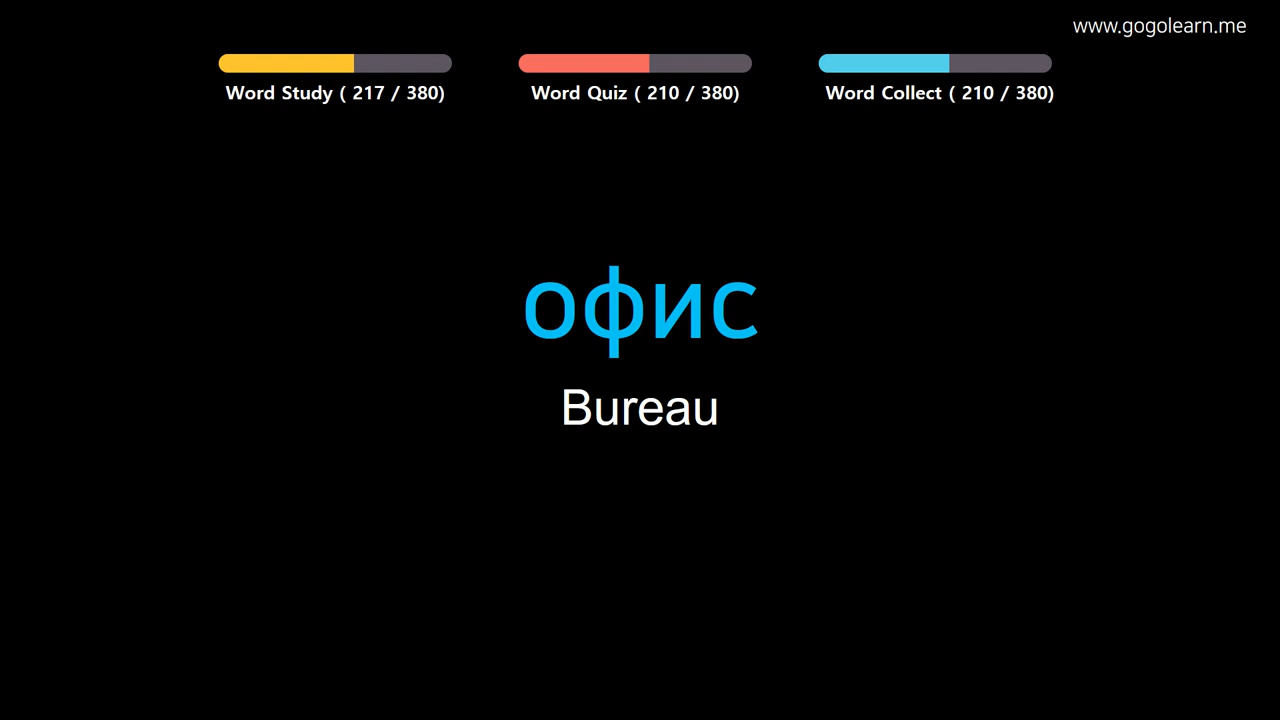 www.gogolearn.me
Word Study ( 217 / 380)
Word Quiz ( 210 / 380)
Word Collect ( 210 / 380)
офис
Bureau